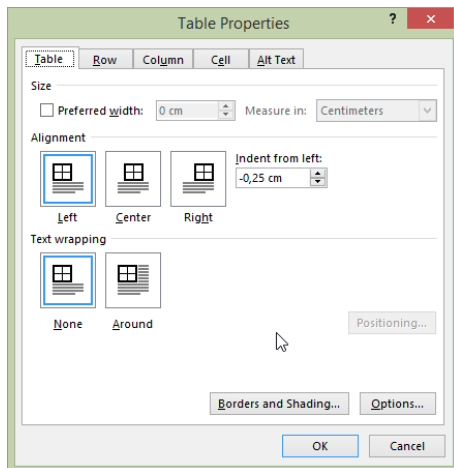 Table Properties ? ×
Table Row Column Cell Alt Text
Size
Preferred width: 0 cm Measure in: Centimeters
Alignment
Indent from left:
-0,25 cm
Left Center Right
Text wrapping
None Around
Positioning...
Borders and Shading... Options...
OK Cancel